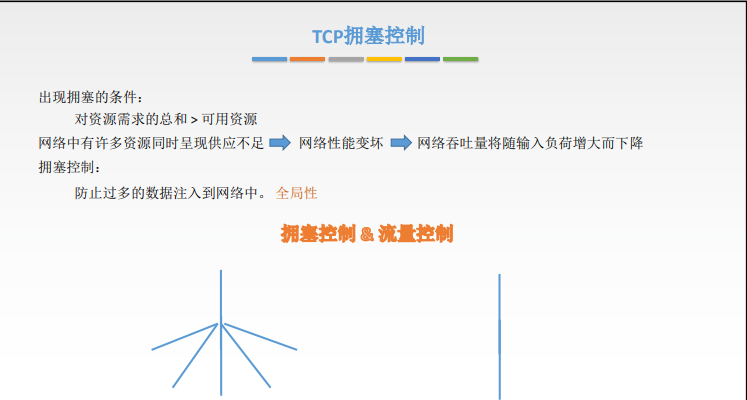 TCP拥塞控制
出现拥塞的条件：
对资源需求的总和 > 可用资源
网络中有许多资源同时呈现供应不足 网络性能变坏 网络吞吐量将随输入负荷增大而下降
拥塞控制：
防止过多的数据注入到网络中。 全局性
拥塞控制 & 流量控制